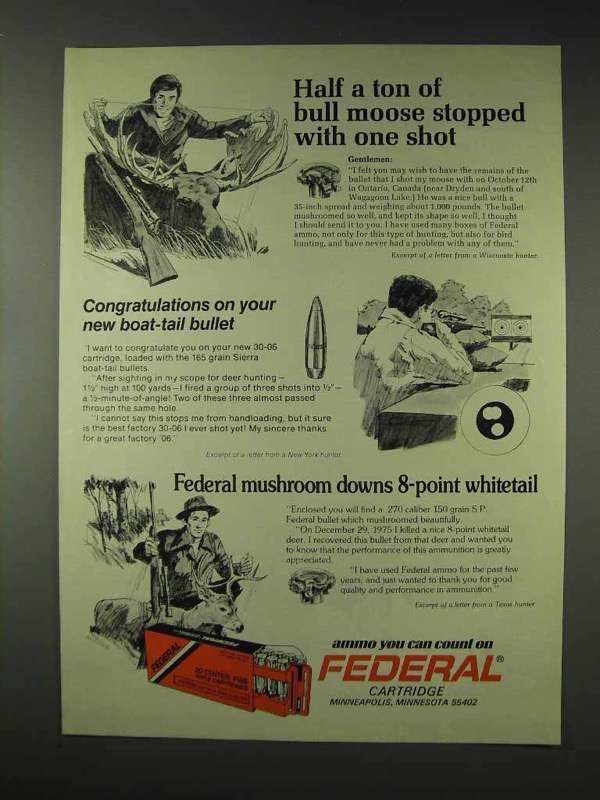 Half a ton of
bull moose stopped
with one shot
Gentlemen:
"I felt you may wish to have the remains of the
bullet that I shot my moose with on October 12th
in Ontario, Canada (near Dryden and south of
Wagagoon Lake.) He was a nice bull with a
35-inch spread and weighing about 1,000 pounds. The bullet
mushroomed so well, and kept its shape so well, I thought
I should send it to you. I have used many boxes of Federal
ammo, not only for this type of hunting, but also for bird
hunting, and have never had a problem with any of them."
Excerpt of a letter from a Wisconsin hunter.
Congratulations on your
new boat-tail bullet
"I want to congratulate you on your new 30-06
cartridge, loaded with the 165 grain Sierra
boat-tail bullets.
"After sighting in my scope for deer hunting—
1½" high at 100 yards—I fired a group of three shots into ½"—
a ½-minute-of-angle! Two of these three almost passed
through the same hole.
"I cannot say this stops me from handloading, but it sure
is the best factory 30-06 I ever shot yet! My sincere thanks
for a great factory '06."
Excerpt of a letter from a New York hunter
Federal mushroom downs 8-point whitetail
"Enclosed you will find a .270 caliber 150 grain S.P.
Federal bullet which mushroomed beautifully.
"On December 29, 1975 I killed a nice 8-point whitetail
deer. I recovered this bullet from that deer and wanted you
to know that the performance of this ammunition is greatly
appreciated.
"I have used Federal ammo for the past few
years, and just wanted to thank you for good
quality and performance in ammunition."
Excerpt of a letter from a Texas hunter
FEDERAL
20 CENTER FIRE
RIFLE CARTRIDGES
ammo you can count on
FEDERAL®
CARTRIDGE
MINNEAPOLIS, MINNESOTA 55402